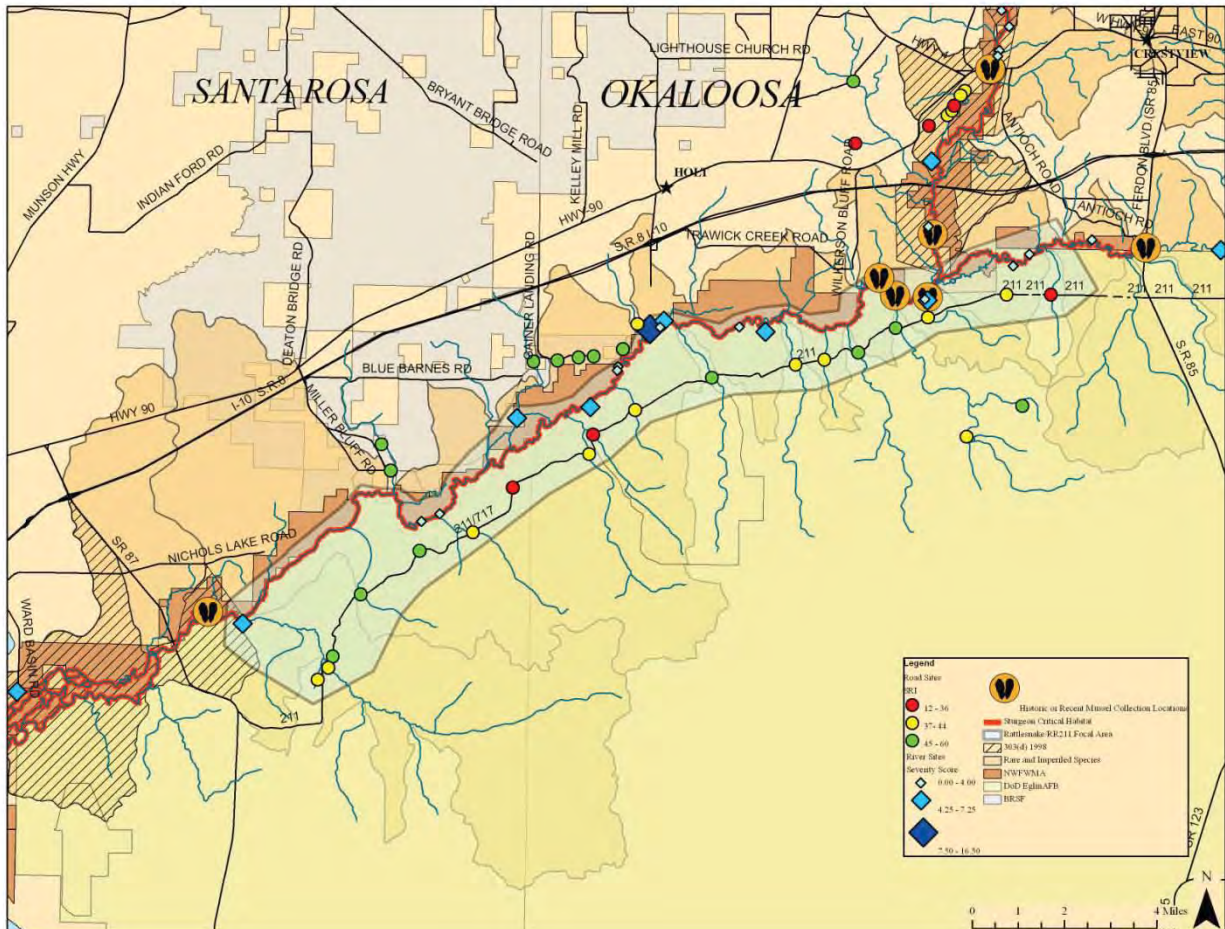 SANTA ROSA
OKALOOSA
LIGHTHOUSE CHURCH RD
HWY 4
EAST 90
CRESTVIEW
BRYANT BRIDGE ROAD
MUNSON HWY
INDIAN FORD RD
KELLEY MILL RD
HOLT
ANTIOCH ROAD
FERDON BLVD (SR 85)
ANTIOCH RD
HWY-90
S.R.8 I-10
TRAWICK CREEK ROAD
WILKERSON BLUFF ROAD
DEATON BRIDGE RD
211
211
211
211
211
211
S.R.85
BLUE BARNES RD
HWY 90
I-10 S.R.8
MILLER BLUFF RD
211/717
NICHOLS LAKE ROAD
SR 87
WARD BASIN RD
211
SR 123
Legend
Road Sites
SRI
12 - 36
37- 44
45 - 60
River Sites
Severity Score
0.00 - 4.00
4.25 - 7.25
7.50 - 16.50
Historic or Recent Mussel Collection Locations
Sturgeon Critical Habitat
Rattlesnake/RR211 Focal Area
303(d) 1998
Rare and Imperiled Species
NWFWMA
DoD EglinAFB
BRSF
N
0 1 2 4 Miles